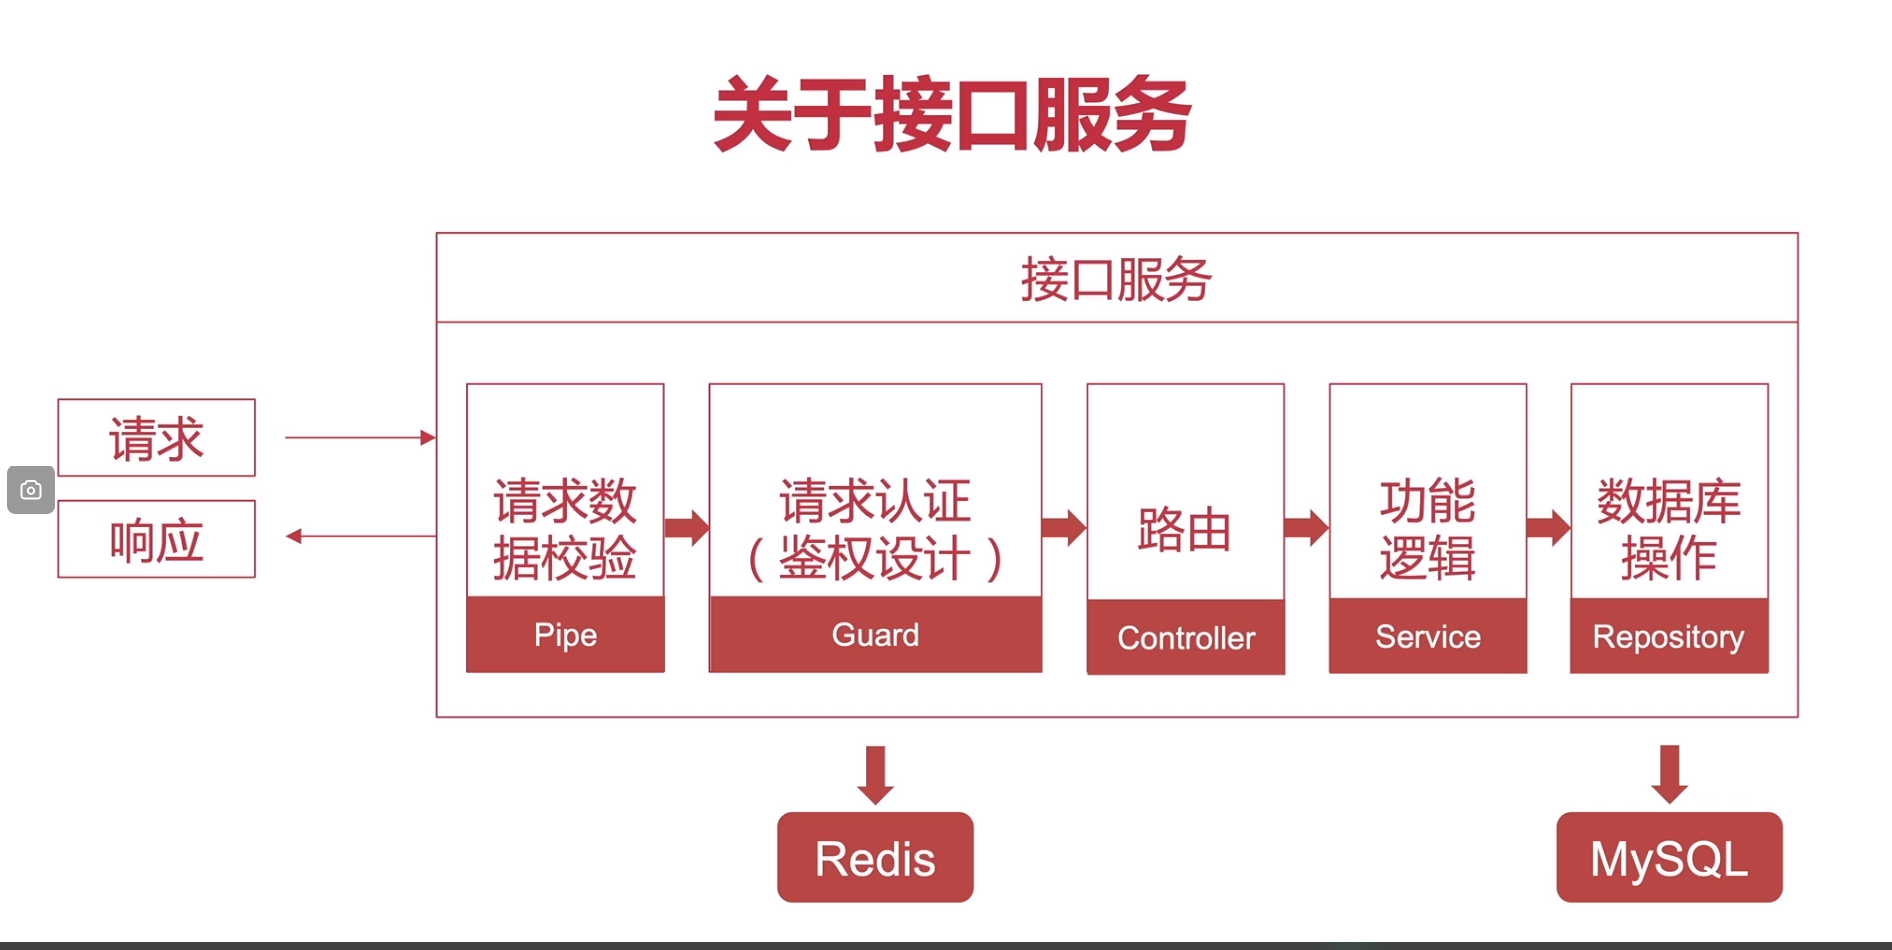 关于接口服务
接口服务
请求
响应
请求数
据校验
Pipe
请求认证
（鉴权设计）
Guard
路由
Controller
功能
逻辑
Service
数据库
操作
Repository
Redis
MySQL